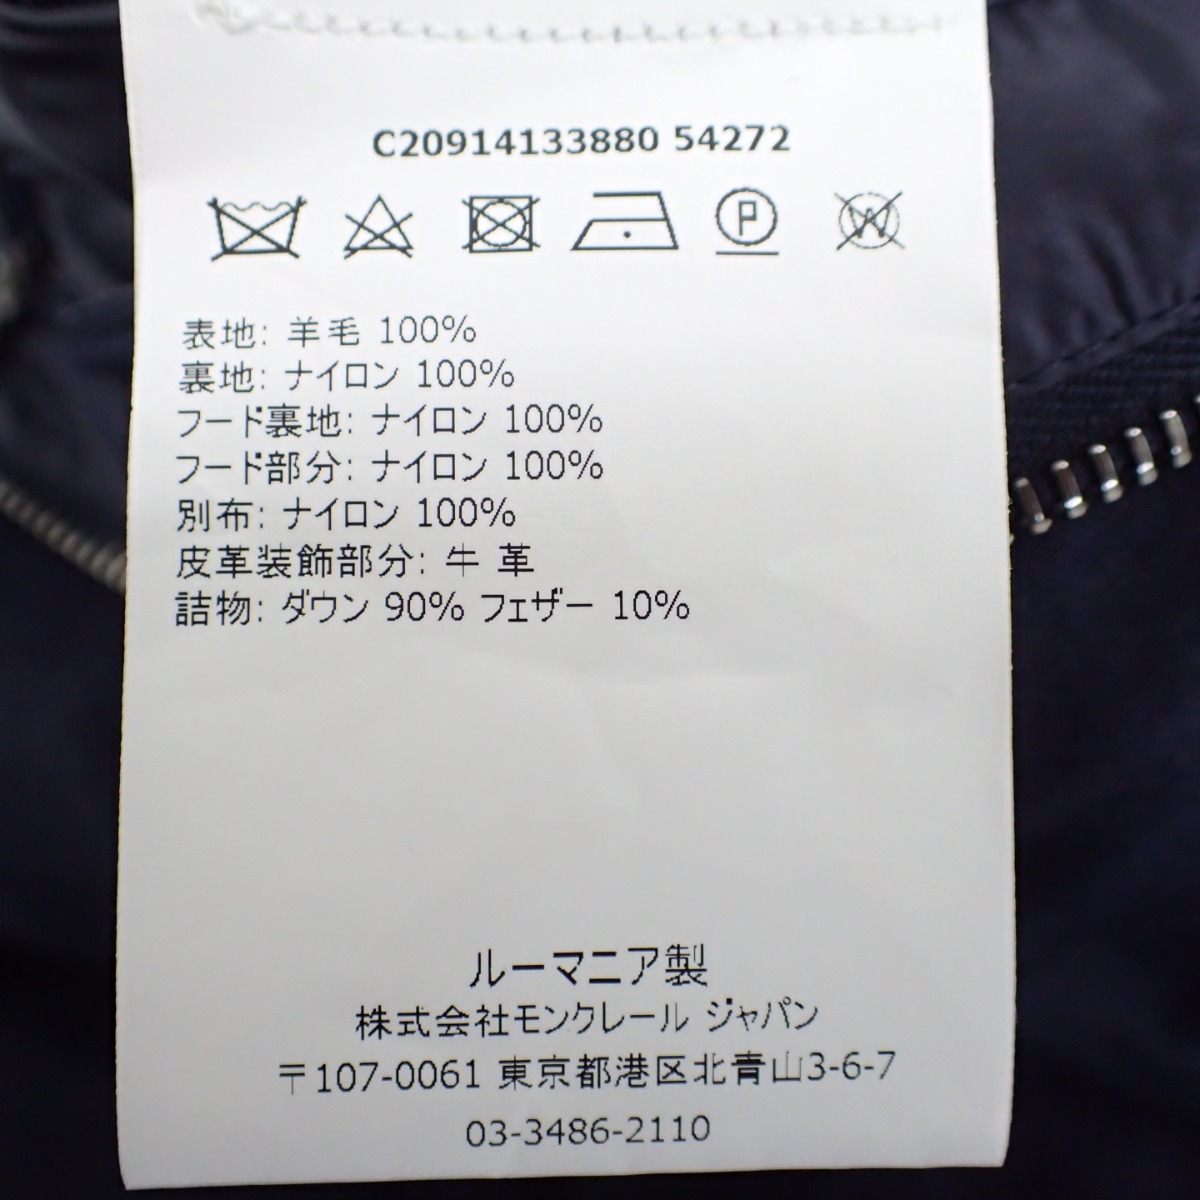 C20914133880 54272
P
W
表地: 羊毛 100%
裏地: ナイロン 100%
フード裏地: ナイロン 100%
フード部分: ナイロン 100%
別布: ナイロン 100%
皮革装飾部分: 牛 革
詰物: ダウン 90% フェザー 10%
ルーマニア製
株式会社モンクレール ジャパン
〒107-0061 東京都港区北青山3-6-7
03-3486-2110